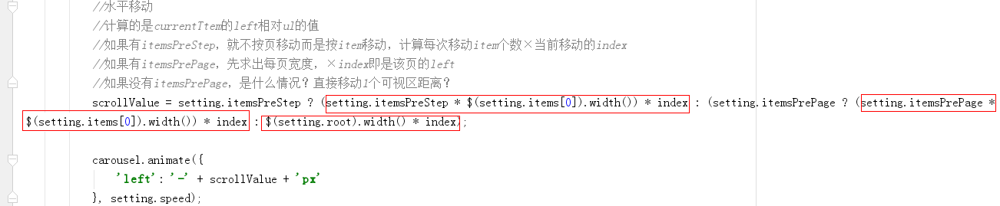 //水平移动
//计算的是currentTtem的left相对ul的值
//如果有itemsPreStep，就不按页移动而是按item移动，计算每次移动item个数×当前移动的index
//如果有itemsPrePage，先求出每页宽度，×index即是该页的left
//如果没有itemsPrePage，是什么情况？直接移动1个可视区距离？
scrollValue = setting.itemsPreStep ? (setting.itemsPreStep * $(setting.items[0]).width()) * index : (setting.itemsPrePage ? (setting.itemsPrePage *
$(setting.items[0]).width()) * index : $(setting.root).width() * index);
carousel.animate({
'left': '-' + scrollValue + 'px'
}, setting.speed);